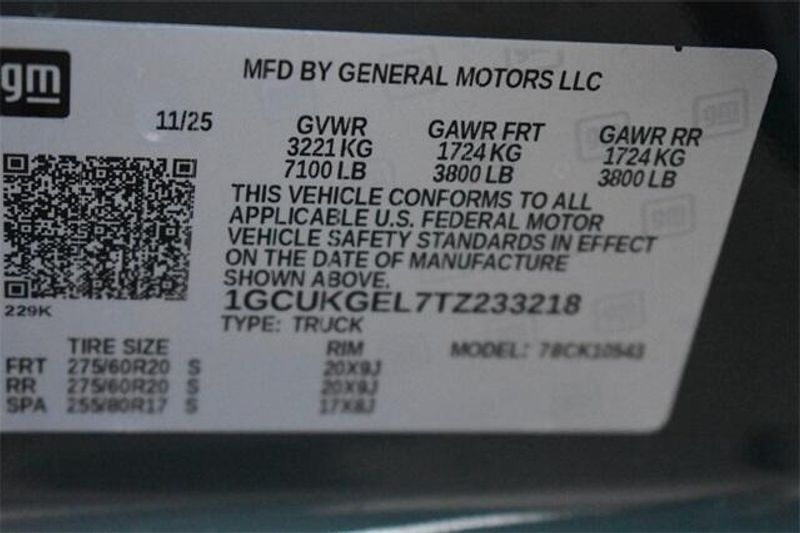 gm
MFD BY GENERAL MOTORS LLC
11/25 GVWR GAWR FRT GAWR RR
3221 KG 1724 KG 1724 KG
7100 LB 3800 LB 3800 LB
THIS VEHICLE CONFORMS TO ALL
APPLICABLE U.S. FEDERAL MOTOR
VEHICLE SAFETY STANDARDS IN EFFECT
ON THE DATE OF MANUFACTURE
SHOWN ABOVE.
1GCUKGEL7TZ233218
229K
TYPE: TRUCK
TIRE SIZE RIM MODEL: 78CK10543
FRT 275/60R20 S 20X9J
RR 275/60R20 S 20X9J
SPA 255/80R17 S 17X8J